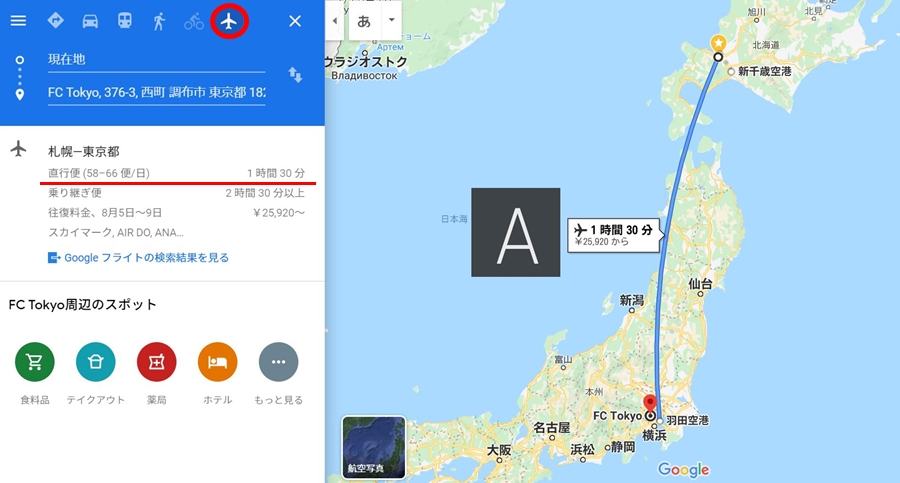 現在地
FC Tokyo, 376-3, 西町 調布市 東京都 182
札幌–東京都
直行便 (58–66 便/日) 1 時間 30 分
乗り継ぎ便 2 時間 30 分以上
往復料金、8月5日～9日 ￥25,920～
スカイマーク, AIR DO, ANA...
Google フライトの検索結果を見る
FC Tokyo周辺のスポット
食料品 テイクアウト 薬局 ホテル もっと見る
あ
旭川
北見
北海道
新千歳空港
Артем
ウラジオストク
Владивосток
日本海
A
1 時間 30 分
￥25,920 から
仙台
新潟
富山
本州
FC Tokyo
羽田空港
横浜
名古屋
静岡
大阪
浜松
航空写真
Google